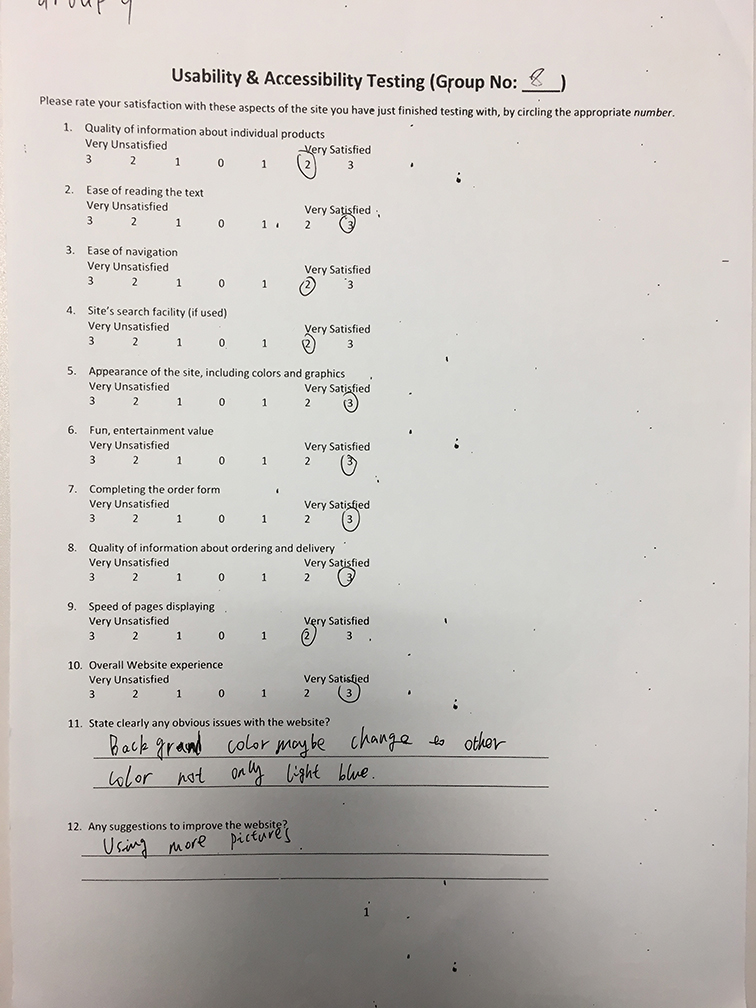 Group 9
Usability & Accessibility Testing (Group No: 8)
Please rate your satisfaction with these aspects of the site you have just finished testing with, by circling the appropriate number.
1. Quality of information about individual products
Very Unsatisfied Very Satisfied
3 2 1 0 1 2 3
2. Ease of reading the text
Very Unsatisfied Very Satisfied
3 2 1 0 1 2 3
3. Ease of navigation
Very Unsatisfied Very Satisfied
3 2 1 0 1 2 3
4. Site's search facility (if used)
Very Unsatisfied Very Satisfied
3 2 1 0 1 2 3
5. Appearance of the site, including colors and graphics
Very Unsatisfied Very Satisfied
3 2 1 0 1 2 3
6. Fun, entertainment value
Very Unsatisfied Very Satisfied
3 2 1 0 1 2 3
7. Completing the order form
Very Unsatisfied Very Satisfied
3 2 1 0 1 2 3
8. Quality of information about ordering and delivery
Very Unsatisfied Very Satisfied
3 2 1 0 1 2 3
9. Speed of pages displaying
Very Unsatisfied Very Satisfied
3 2 1 0 1 2 3
10. Overall Website experience
Very Unsatisfied Very Satisfied
3 2 1 0 1 2 3
11. State clearly any obvious issues with the website?
Back grand color maybe change to other
color not only light blue.
12. Any suggestions to improve the website?
Using more pictures
1